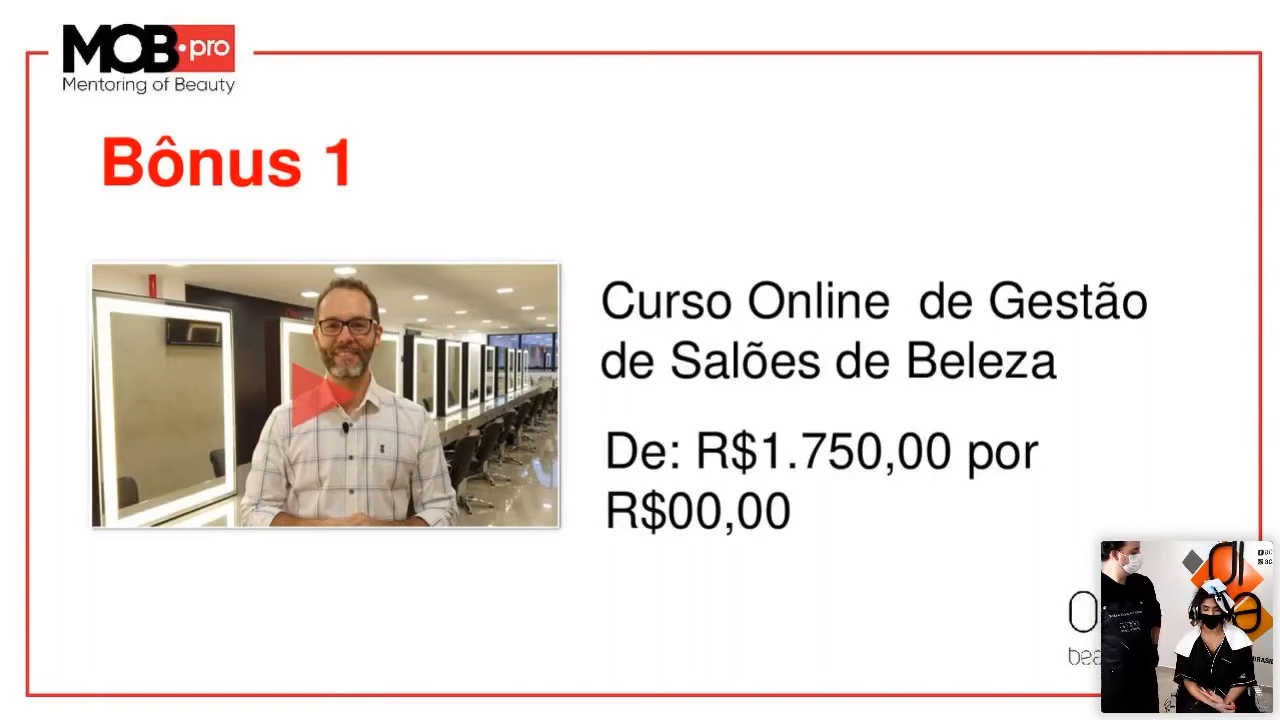 MOB.pro
Mentoring of Beauty
Bônus 1
Curso Online de Gestão
de Salões de Beleza
De: R$1.750,00 por
R$00,00